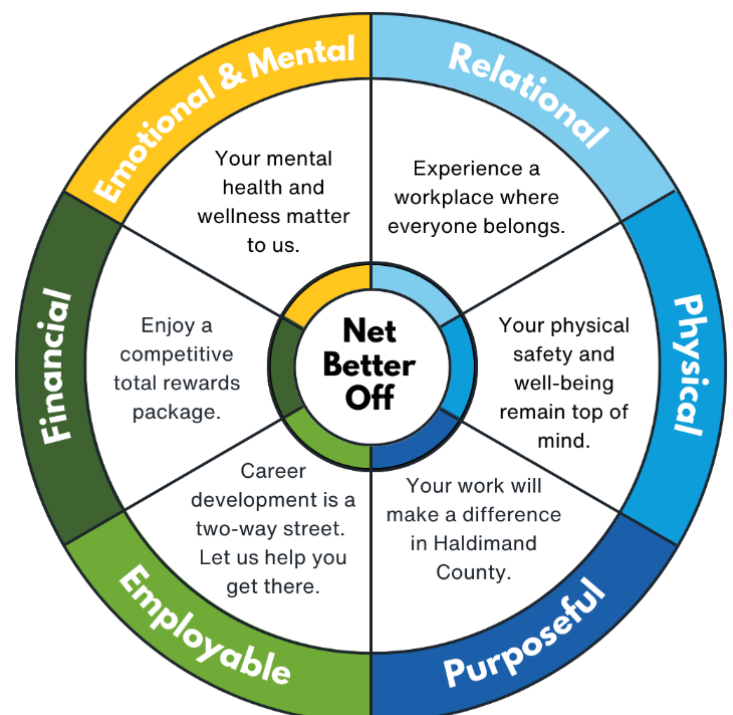 Emotional & Mental
Your mental
health and
wellness matter
to us.
Relational
Experience a
workplace where
everyone belongs.
Physical
Your physical
safety and
well-being
remain top of
mind.
Purposeful
Your work will
make a difference
in Haldimand
County.
Employable
Career
development is a
two-way street.
Let us help you
get there.
Financial
Enjoy a
competitive
total rewards
package.
Net
Better
Off